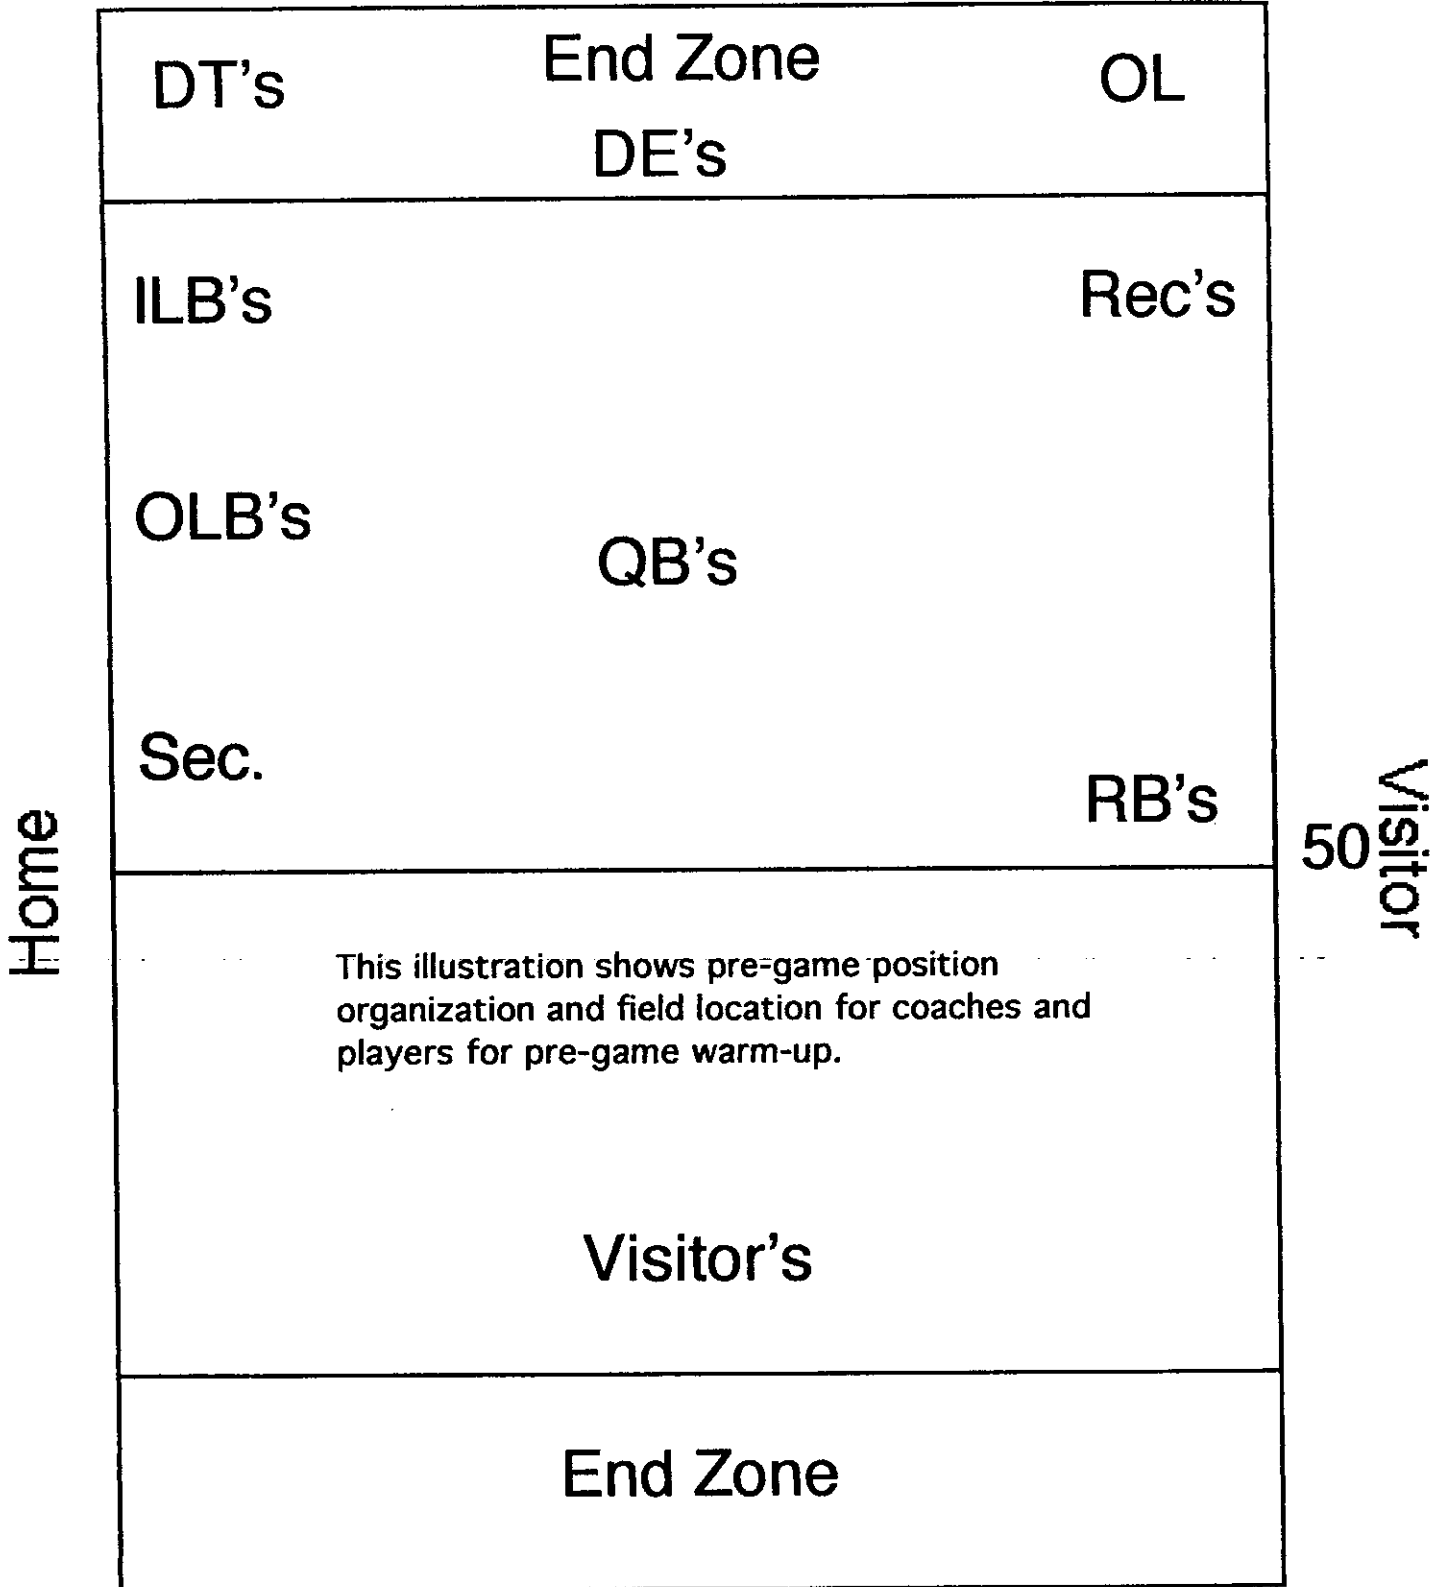 End Zone
DT's
OL
DE's
ILB's
Rec's
OLB's
QB's
Sec.
RB's
Home
50
Visitor
This illustration shows pre-game position
organization and field location for coaches and
players for pre-game warm-up.
Visitor's
End Zone